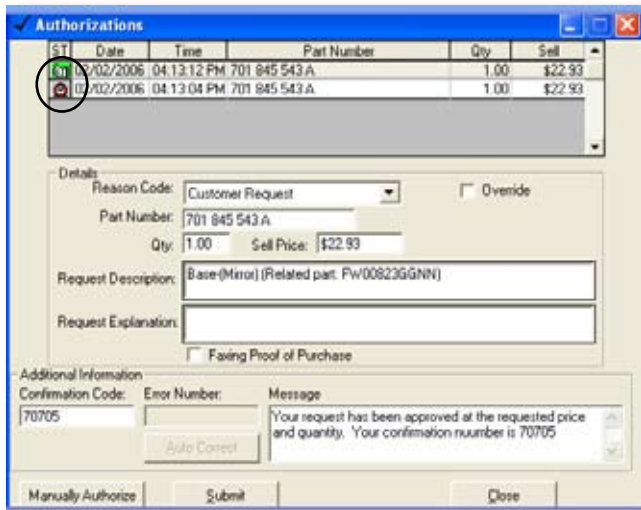 Authorizations
ST Date Time Part Number Qty Sell
02/02/2006 04:13:12 PM 701 845 543 A 1.00 $22.93
02/02/2006 04:13:04 PM 701 845 543 A 1.00 $22.93
Details
Reason Code: Customer Request Override
Part Number: 701 845 543 A
Qty: 1.00 Sell Price: $22.93
Request Description: Base-(Mirror) (Related part: FW00823GGNN)
Request Explanation:
Faxing Proof of Purchase
Additional Information
Confirmation Code: Error Number: Message
70705 Your request has been approved at the requested price
and quantity. Your confirmation nuumber is 70705
Auto Correct
Manually Authorize Submit Close